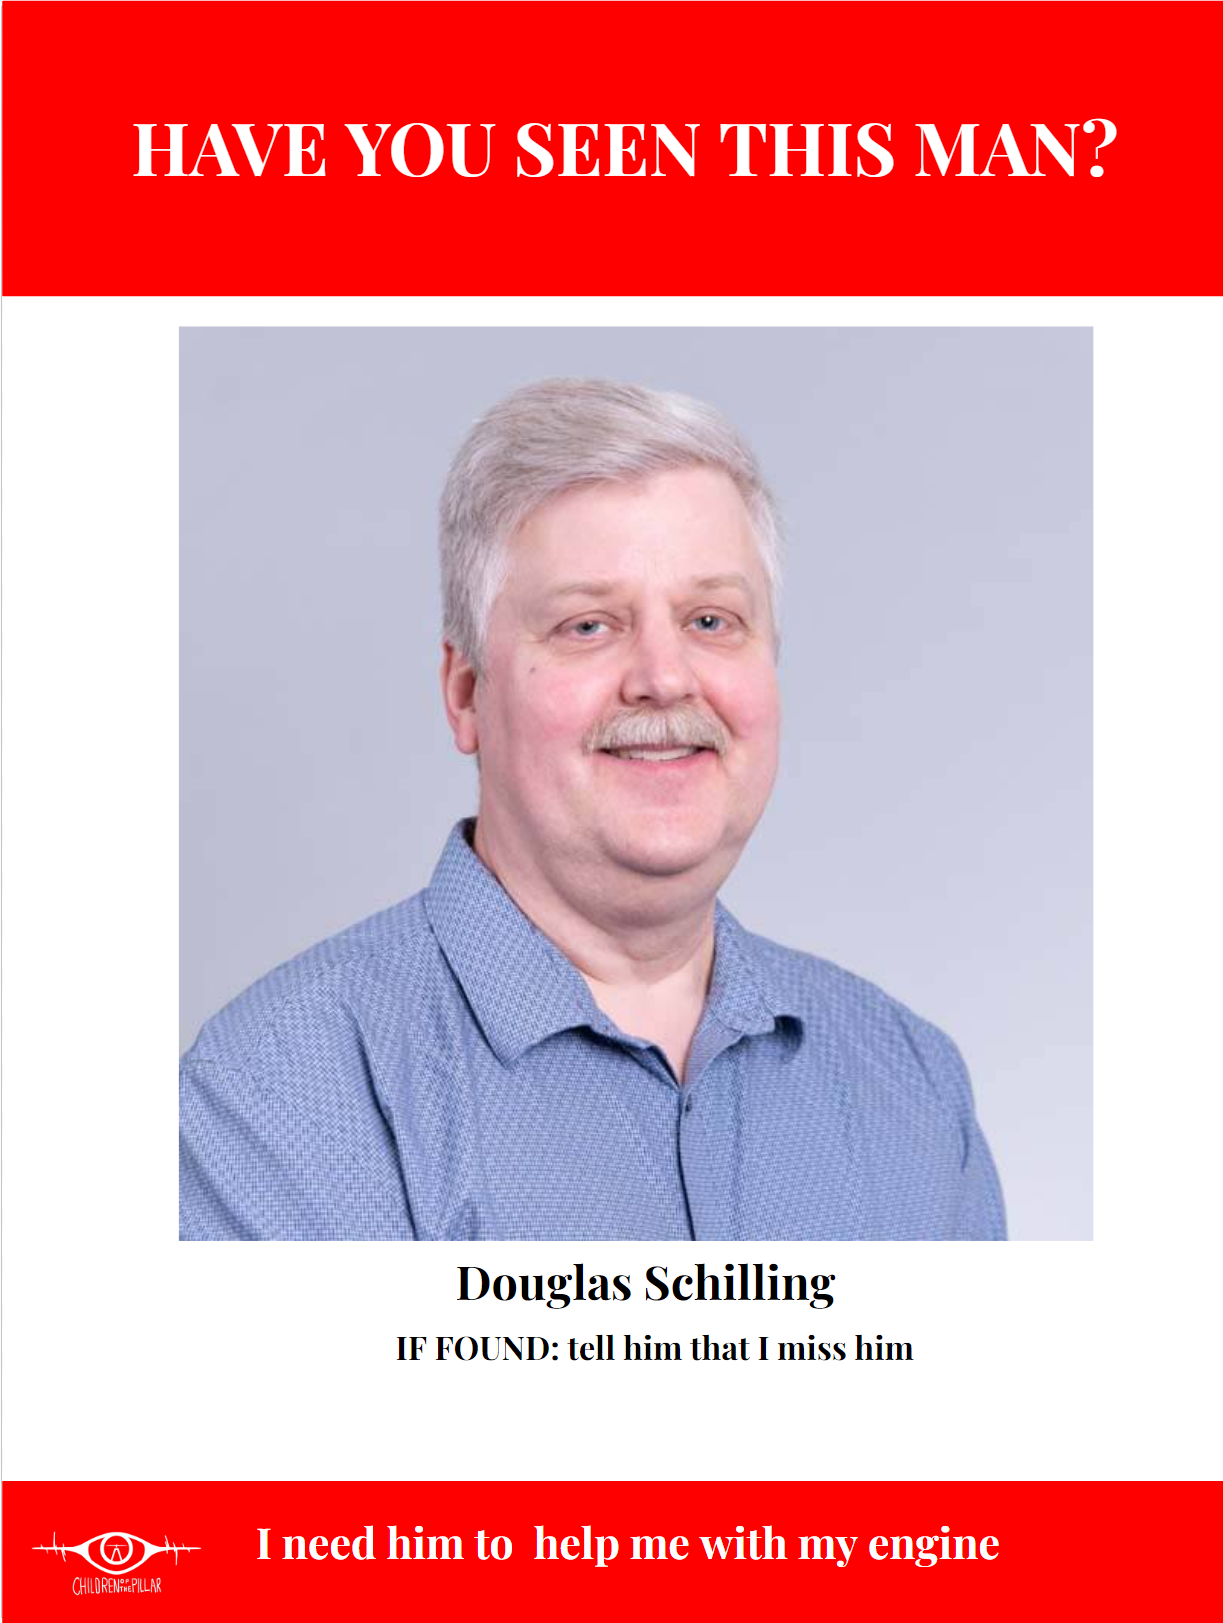 HAVE YOU SEEN THIS MAN?
Douglas Schilling
IF FOUND: tell him that I miss him
I need him to  help me with my engine
CHILDREN OF THE PILLAR